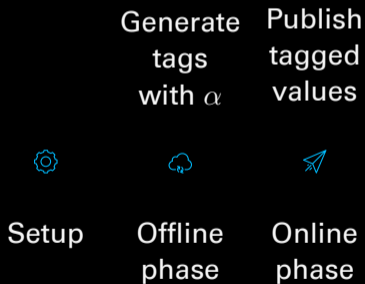 Generate
tags
with α
Publish
tagged
values
Setup
Offline
phase
Online
phase